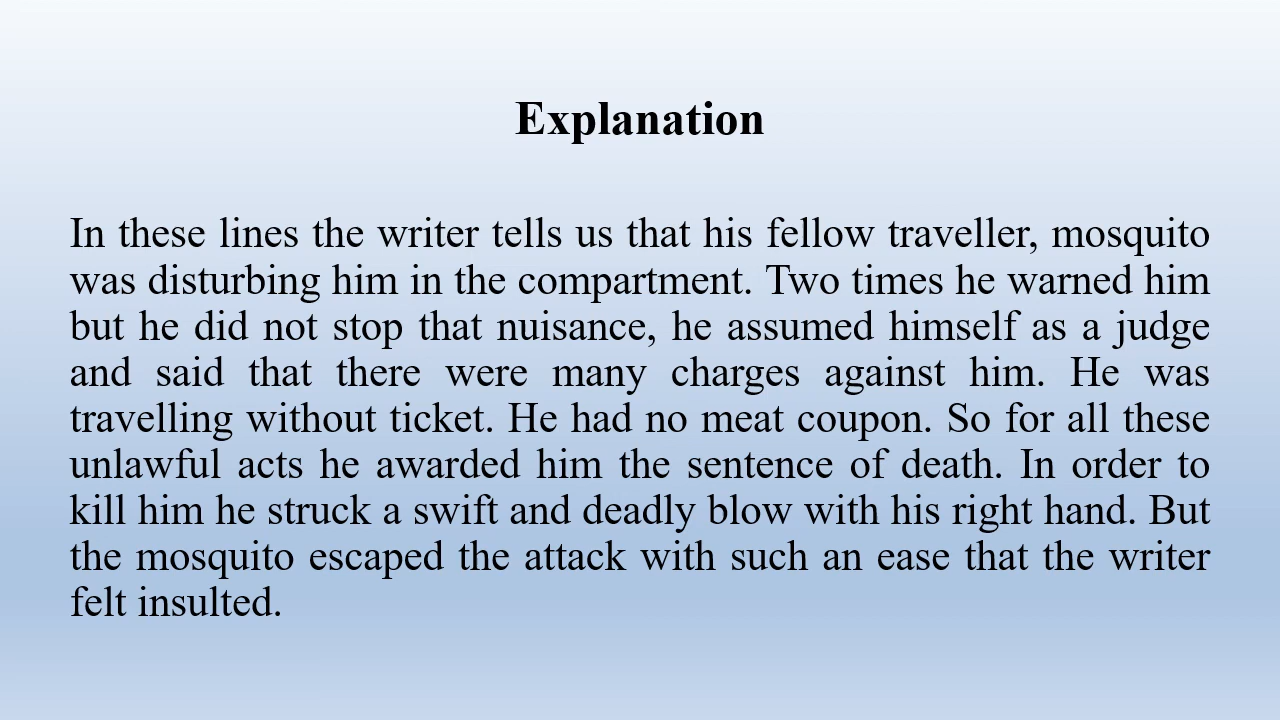 Explanation
In these lines the writer tells us that his fellow traveller, mosquito
was disturbing him in the compartment. Two times he warned him
but he did not stop that nuisance, he assumed himself as a judge
and said that there were many charges against him. He was
travelling without ticket. He had no meat coupon. So for all these
unlawful acts he awarded him the sentence of death. In order to
kill him he struck a swift and deadly blow with his right hand. But
the mosquito escaped the attack with such an ease that the writer
felt insulted.